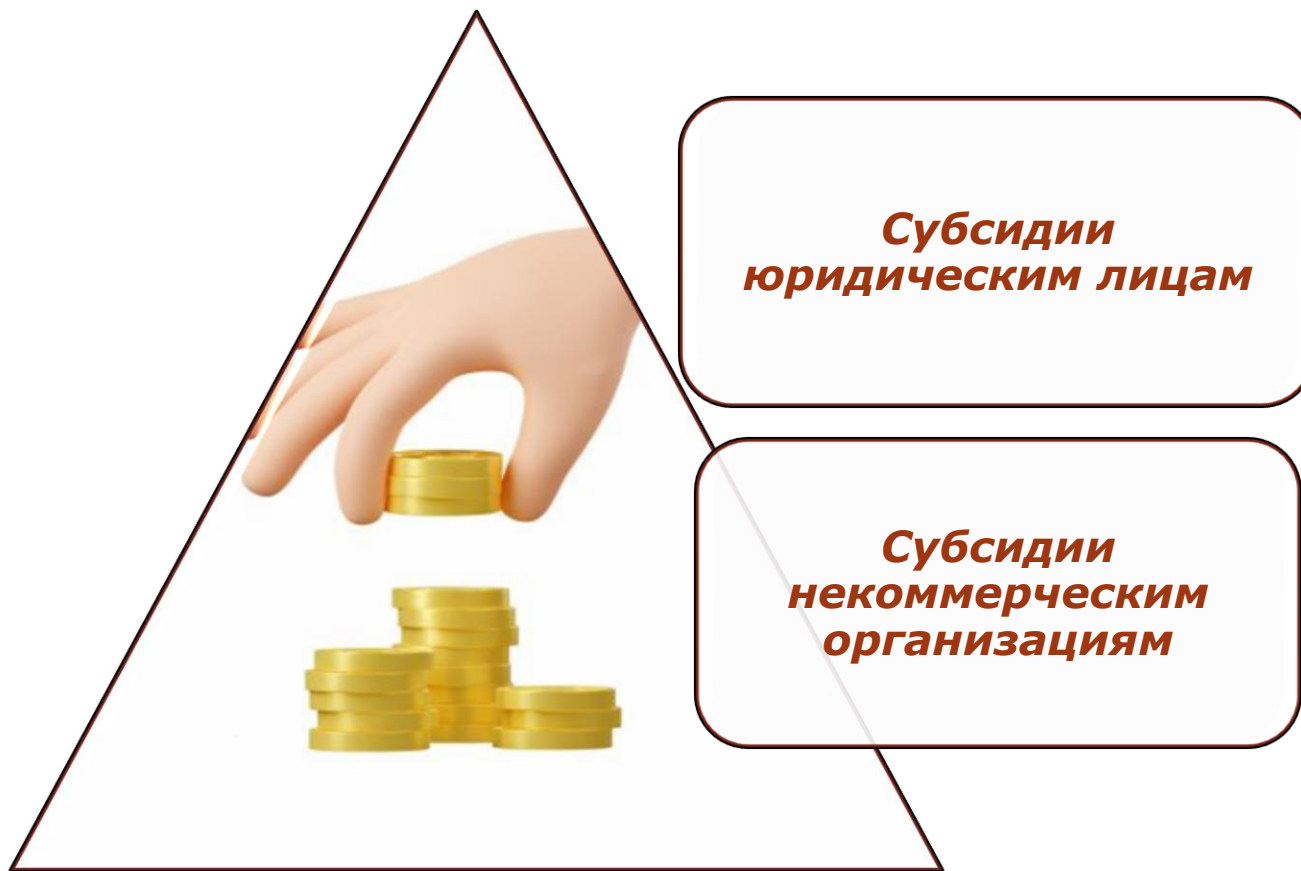 Субсидии
юридическим лицам
Субсидии
некоммерческим
организациям